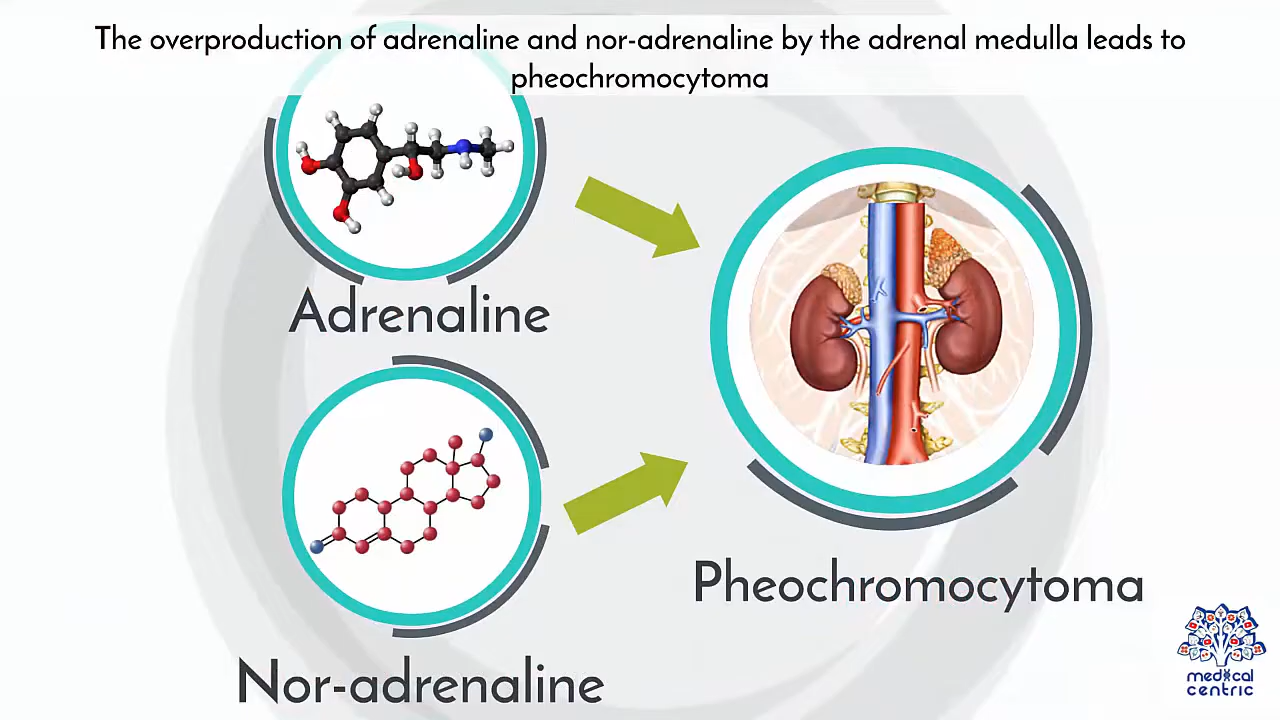 The overproduction of adrenaline and nor-adrenaline by the adrenal medulla leads to
pheochromocytoma
Adrenaline
Nor-adrenaline
Pheochromocytoma
medical
centric